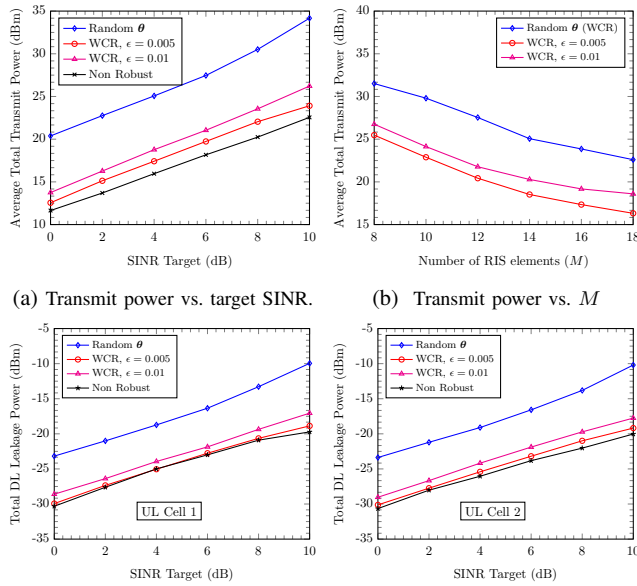 Average Total Transmit Power (dBm)
35
30
25
20
15
10
0 2 4 6 8 10
SINR Target (dB)
Random θ
WCR, ϵ = 0.005
WCR, ϵ = 0.01
Non Robust
(a) Transmit power vs. target SINR.
Average Total Transmit Power (dBm)
40
35
30
25
20
15
8 10 12 14 16 18
Number of RIS elements (M)
Random θ (WCR)
WCR, ϵ = 0.005
WCR, ϵ = 0.01
(b) Transmit power vs. M
Total DL Leakage Power (dBm)
-5
-10
-15
-20
-25
-30
-35
0 2 4 6 8 10
SINR Target (dB)
Random θ
WCR, ϵ = 0.005
WCR, ϵ = 0.01
Non Robust
UL Cell 1
Total DL Leakage Power (dBm)
-5
-10
-15
-20
-25
-30
-35
0 2 4 6 8 10
SINR Target (dB)
Random θ
WCR, ϵ = 0.005
WCR, ϵ = 0.01
Non Robust
UL Cell 2